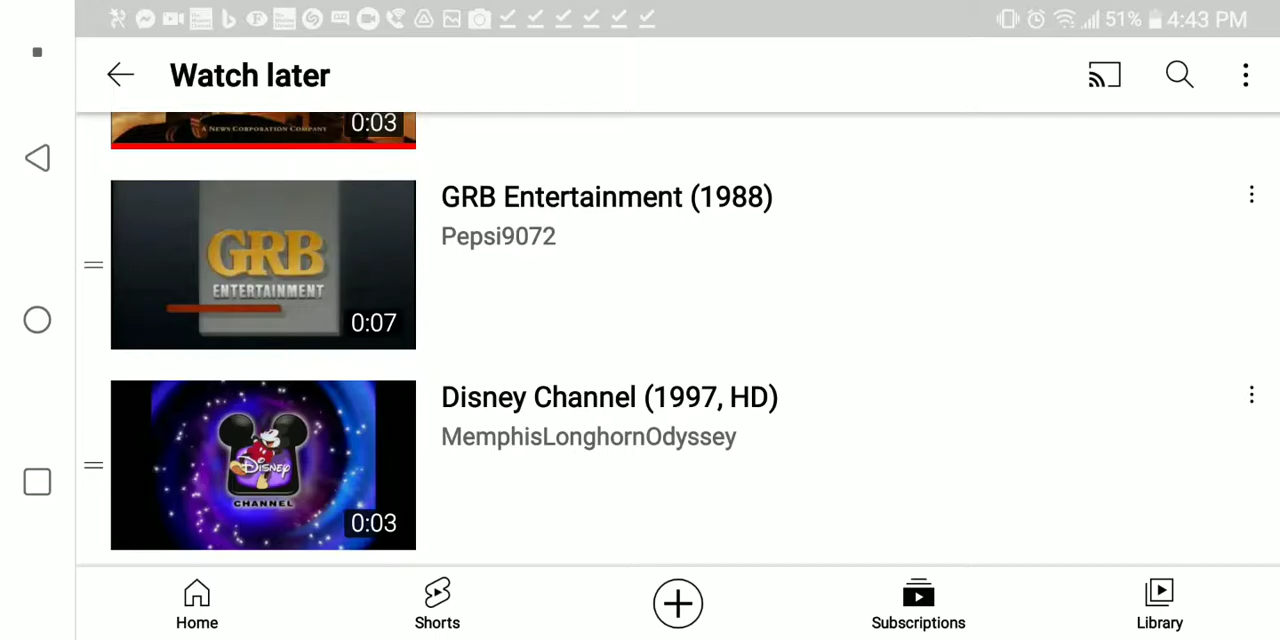 51% 4:43 PM
Watch later
A NEWS CORPORATION COMPANY
0:03
GRB Entertainment (1988)
Pepsi9072
GRB
ENTERTAINMENT
0:07
Disney Channel (1997, HD)
MemphisLonghornOdyssey
DISNEY
CHANNEL
0:03
Home
Shorts
Subscriptions
Library